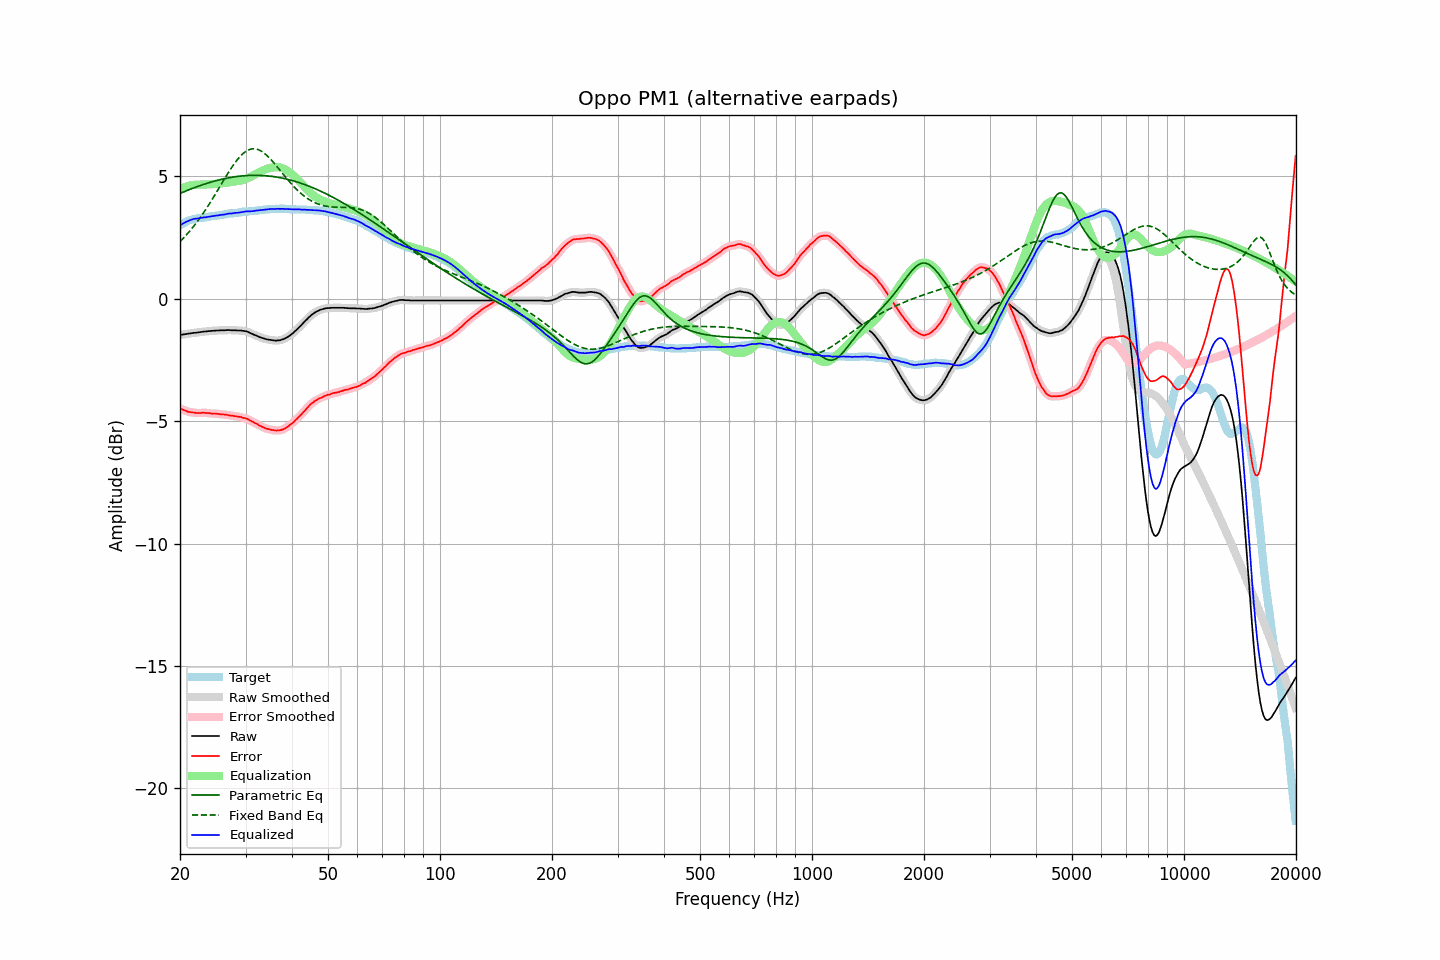 Oppo PM1 (alternative earpads)
Amplitude (dBr)
5
0
−5
−10
−15
−20
Target
Raw Smoothed
Error Smoothed
Raw
Error
Equalization
Parametric Eq
Fixed Band Eq
Equalized
20 50 100 200 500 1000 2000 5000 10000 20000
Frequency (Hz)